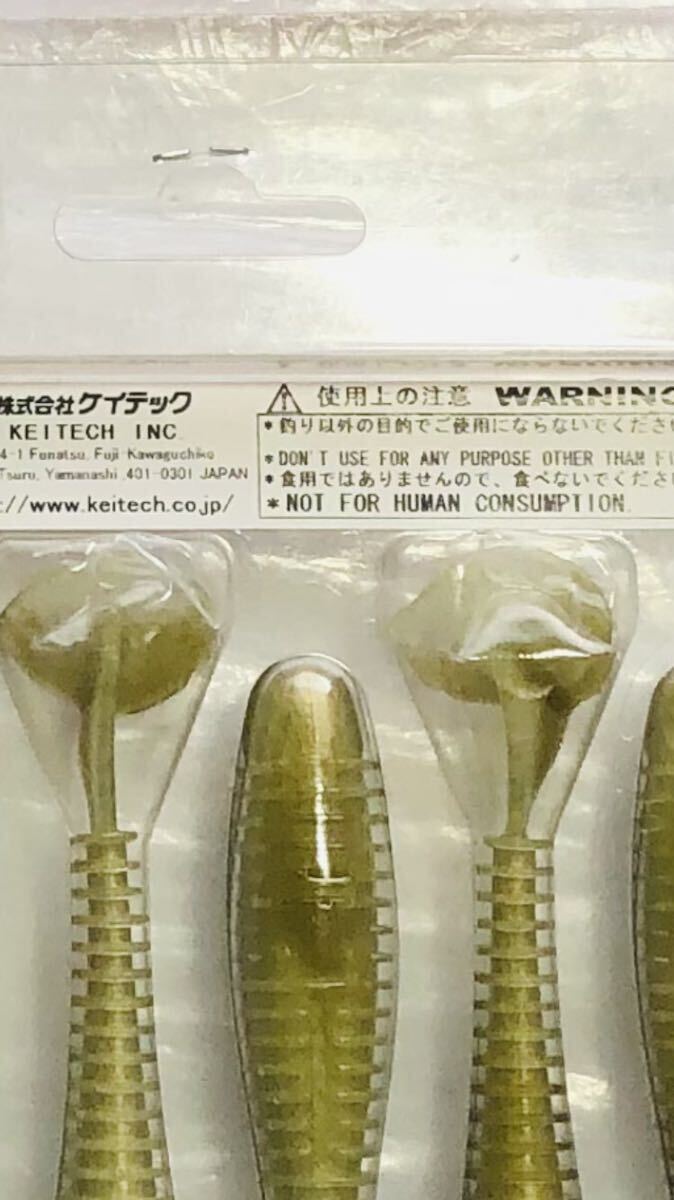 株式会社ケイテック
KEITECH INC.
4-1 Funatsu, Fuji-Kawaguchiko
Tsuru, Yamanashi ,401-0301 JAPAN
://www.keitech.co.jp/
使用上の注意 WARNING
*釣り以外の目的でご使用にならないでくださ
*DON'T USE FOR ANY PURPOSE OTHER THAN
*食用ではありませんので、食べないでくださ
*NOT FOR HUMAN CONSUMPTION.